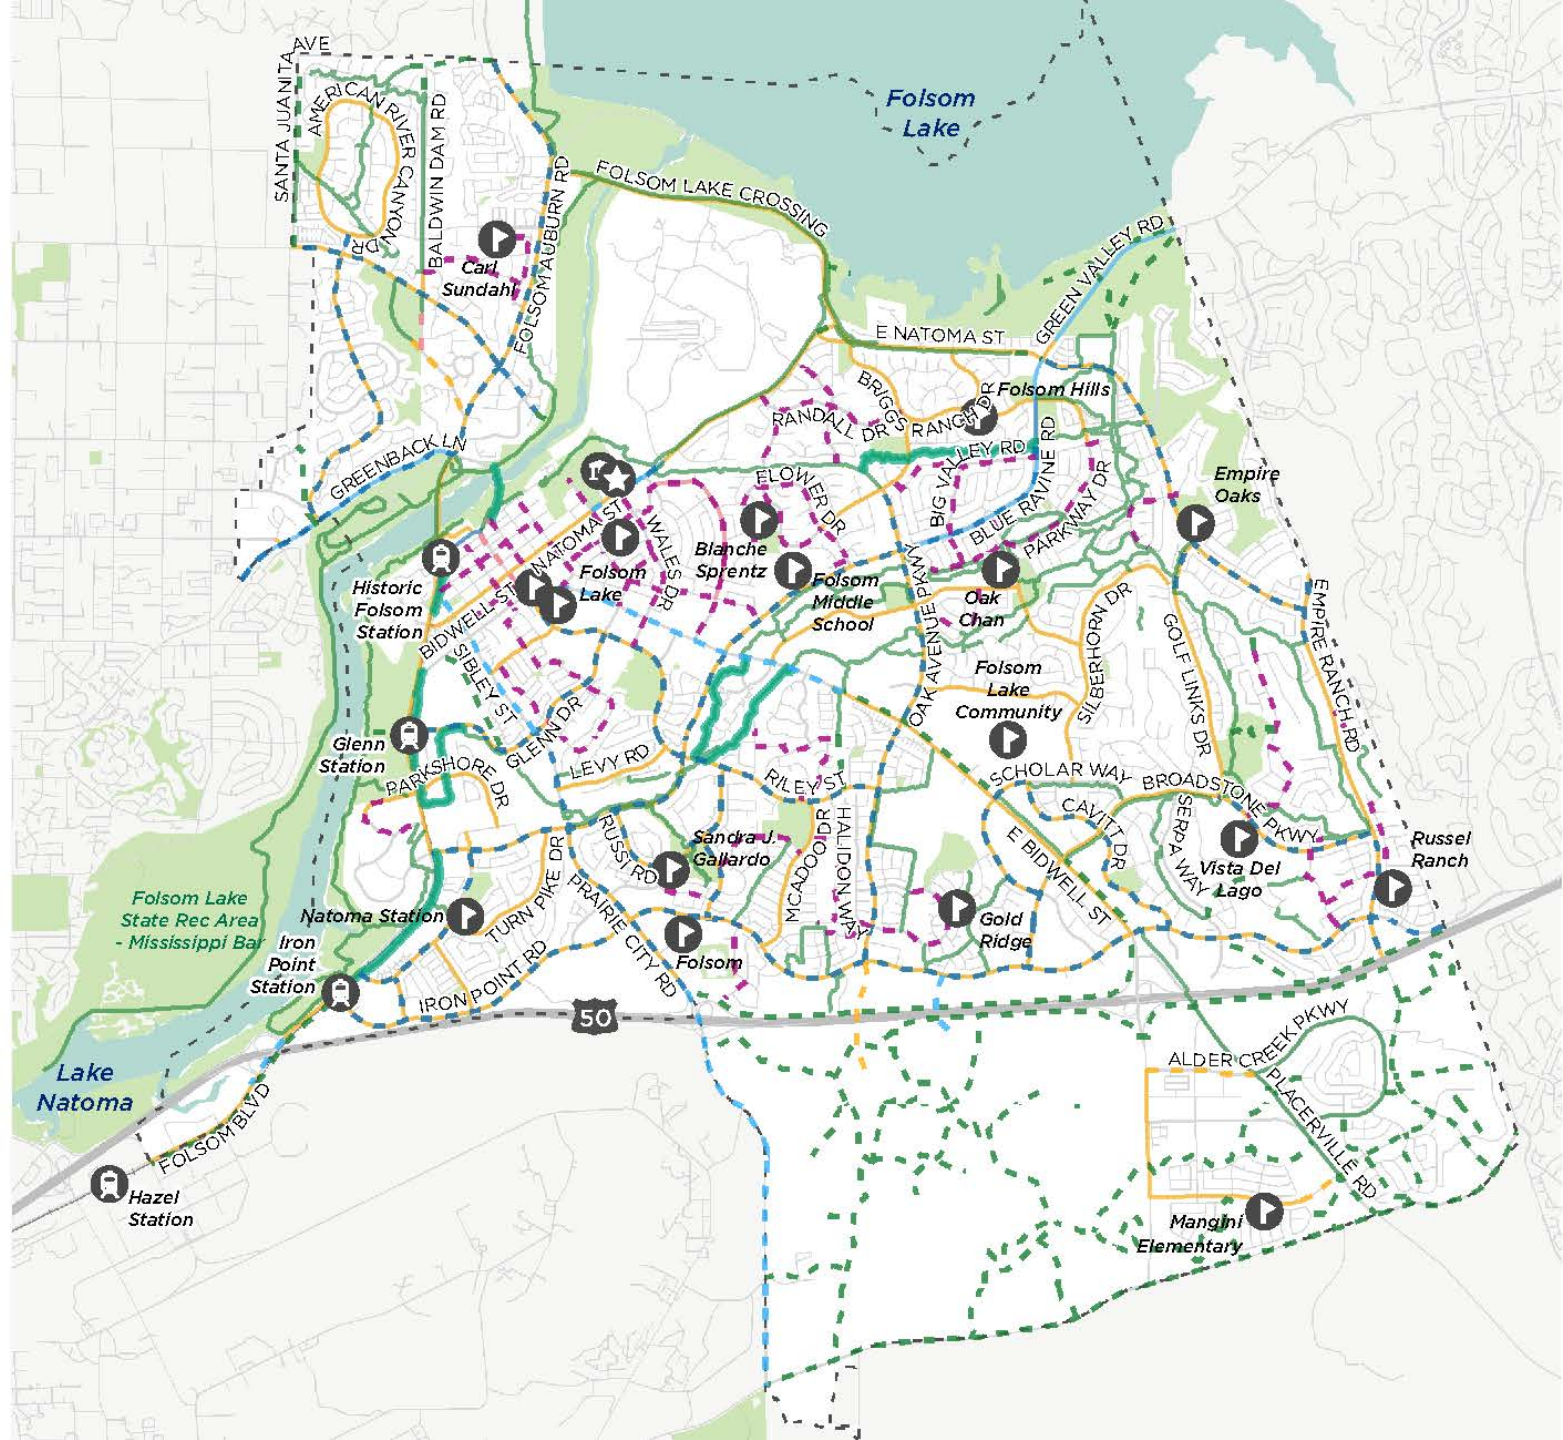 SANTA JUANITA AVE
AMERICAN RIVER CANYON DR
BALDWIN DAM RD
FOLSOM AUBURN RD
FOLSOM LAKE CROSSING
Folsom
Lake
GREEN VALLEY RD
Carl
Sundahl
E NATOMA ST
BRIGGS RANCH DR
Folsom Hills
RANDALL DR
GREENBACK LN
BIG VALLEY RD
BLUE RAVINE RD
PARKWAY DR
FLOWER DR
Empire
Oaks
NATOMA ST
WALES DR
Blanche
Sprentz
Folsom
Lake
Folsom
Middle
School
Oak
Chan
Historic
Folsom
Station
BIDWELL ST
SIBLEY ST
OAK AVENUE PKWY
SILBERHORN DR
GOLF LINKS DR
EMPIRE RANCH RD
Folsom
Lake
Community
Glenn
Station
GLENN DR
LEVY RD
PARKSHORE DR
RILEY ST
SCHOLAR WAY
BROADSTONE PKWY
CAVITT DR
SERPA WAY
E BIDWELL ST
Sandra J.
Gallardo
RUSSI RD
MCADOO DR
HALIDON WAY
Vista Del
Lago
Russel
Ranch
Folsom Lake
State Rec Area
- Mississippi Bar
Natoma Station
TURN PIKE DR
PRAIRIE CITY RD
Gold
Ridge
Folsom
Iron
Point
Station
IRON POINT RD
50
Lake
Natoma
FOLSOM BLVD
ALDER CREEK PKWY
PLACERVILLE RD
Hazel
Station
Mangini
Elementary